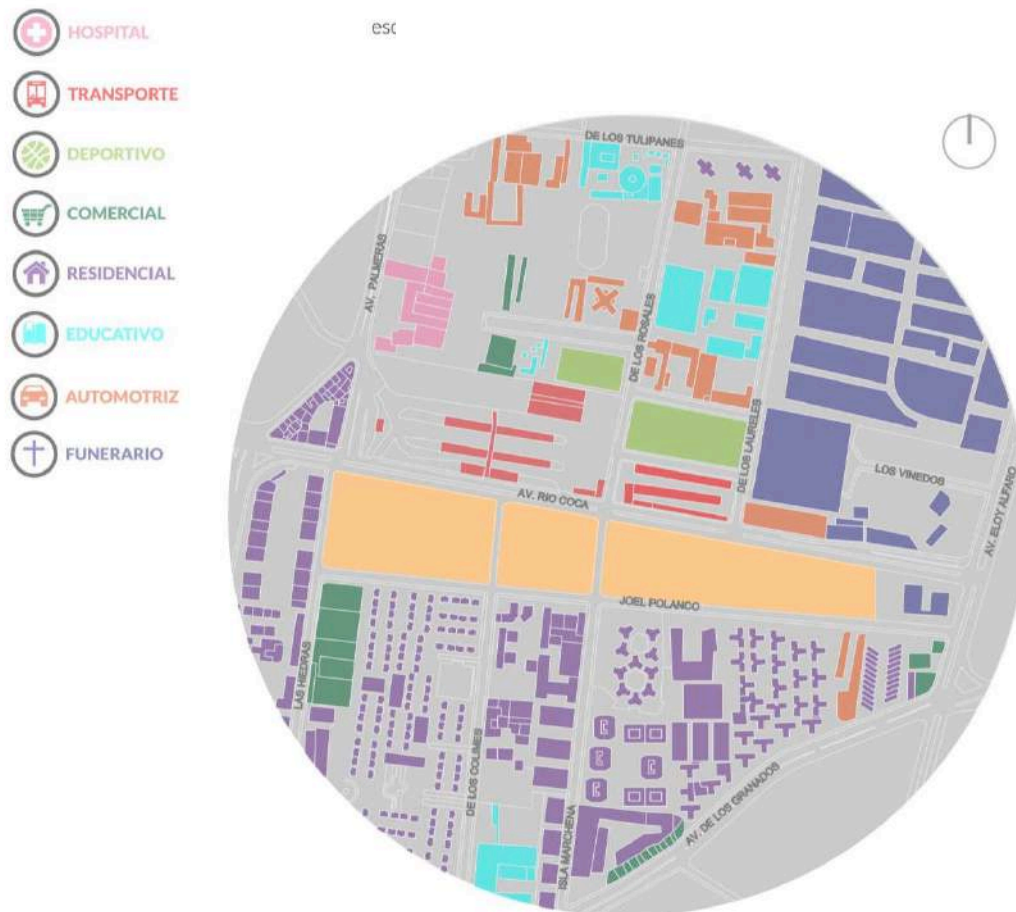 HOSPITAL
TRANSPORTE
DEPORTIVO
COMERCIAL
RESIDENCIAL
EDUCATIVO
AUTOMOTRIZ
FUNERARIO
esc
DE LOS TULIPANES
AV. PALMERAS
DE LOS ROSALES
DE LOS LAURELES
LOS VINEDOS
AV. ELOY ALFARO
AV. RIO COCA
JOEL POLANCO
LAS HIEDRAS
DE LOS COLIMES
ISLA MARCHENA
AV. DE LOS GRANADOS